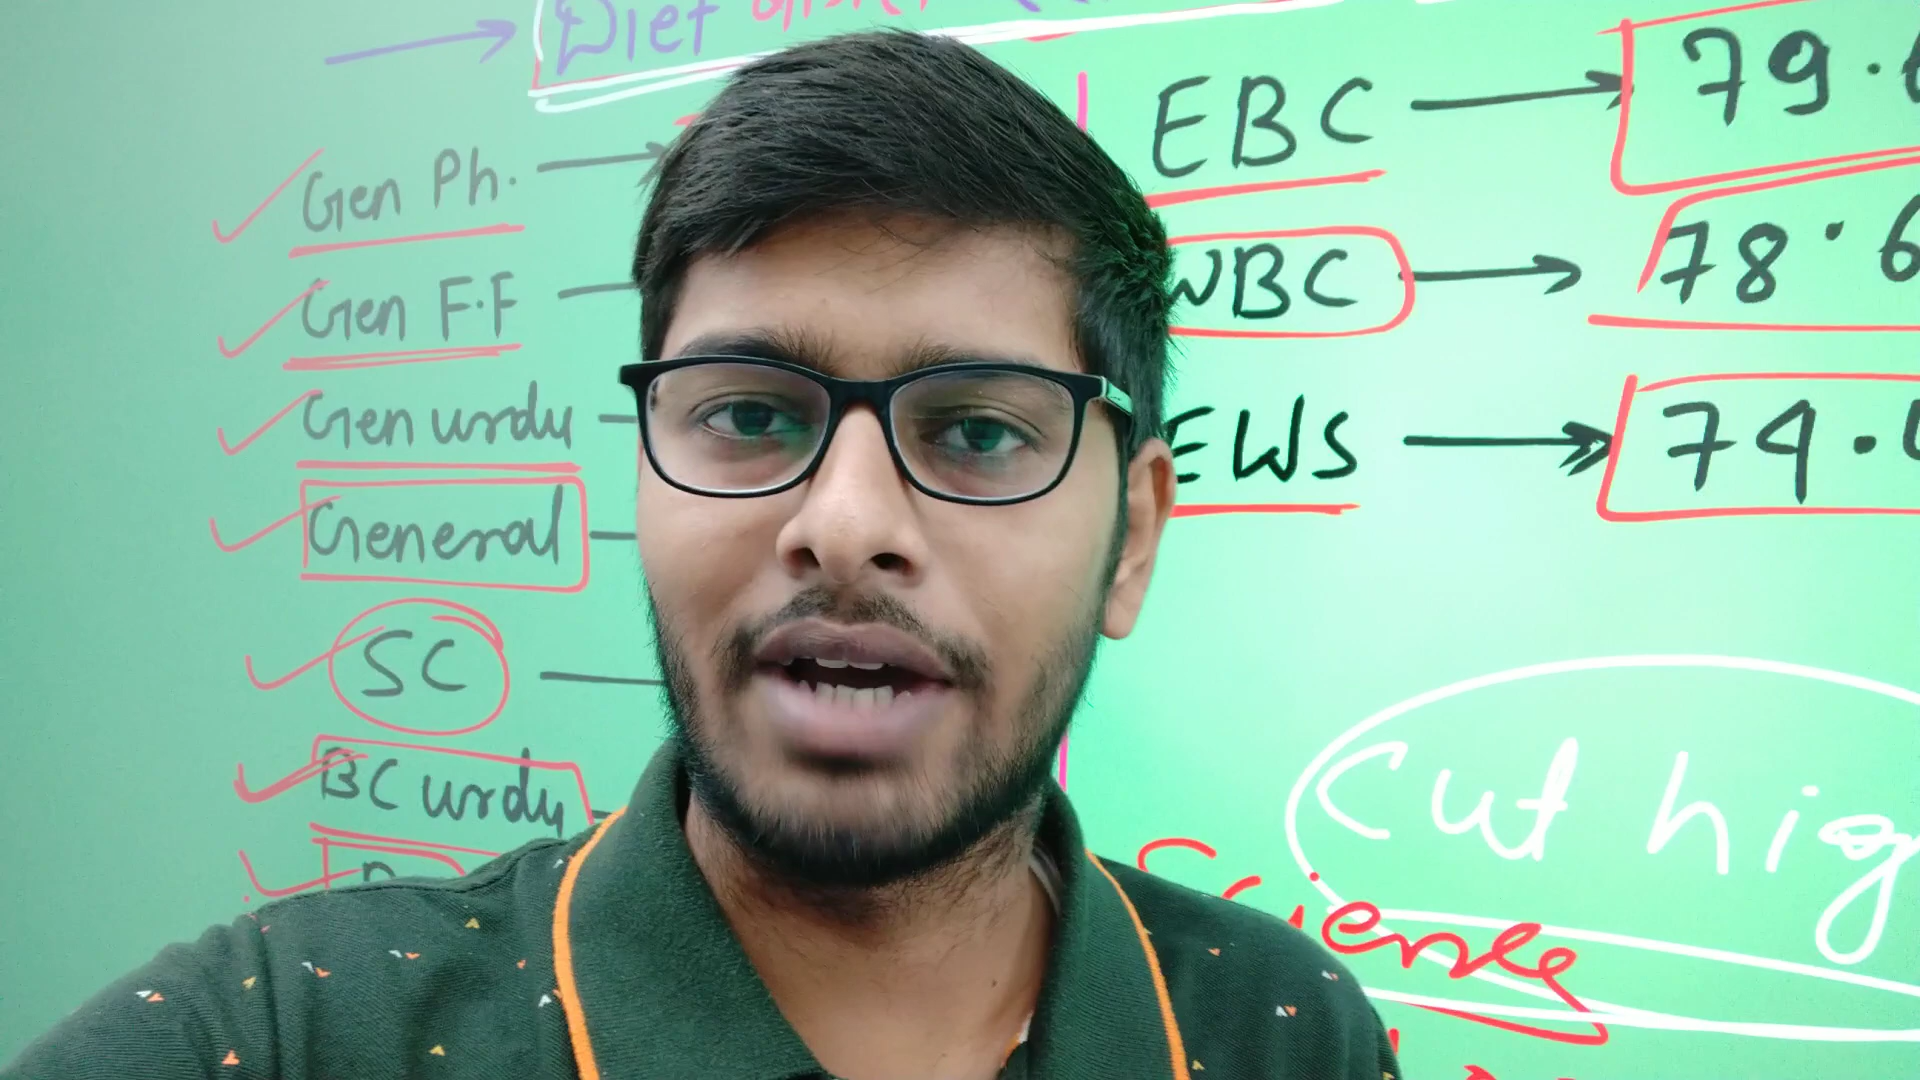 Diet
Gen Ph.
Gen F.F
Gen urdu
General
SC
BC urdu
EBC
79.
WBC
78.6
EWS
74.
Cut hig
Science